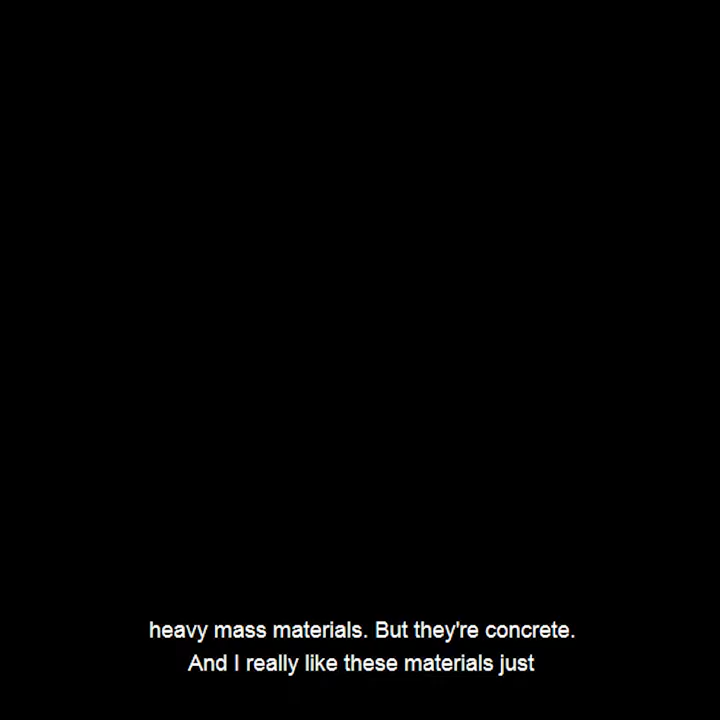 heavy mass materials. But they're concrete.
And I really like these materials just